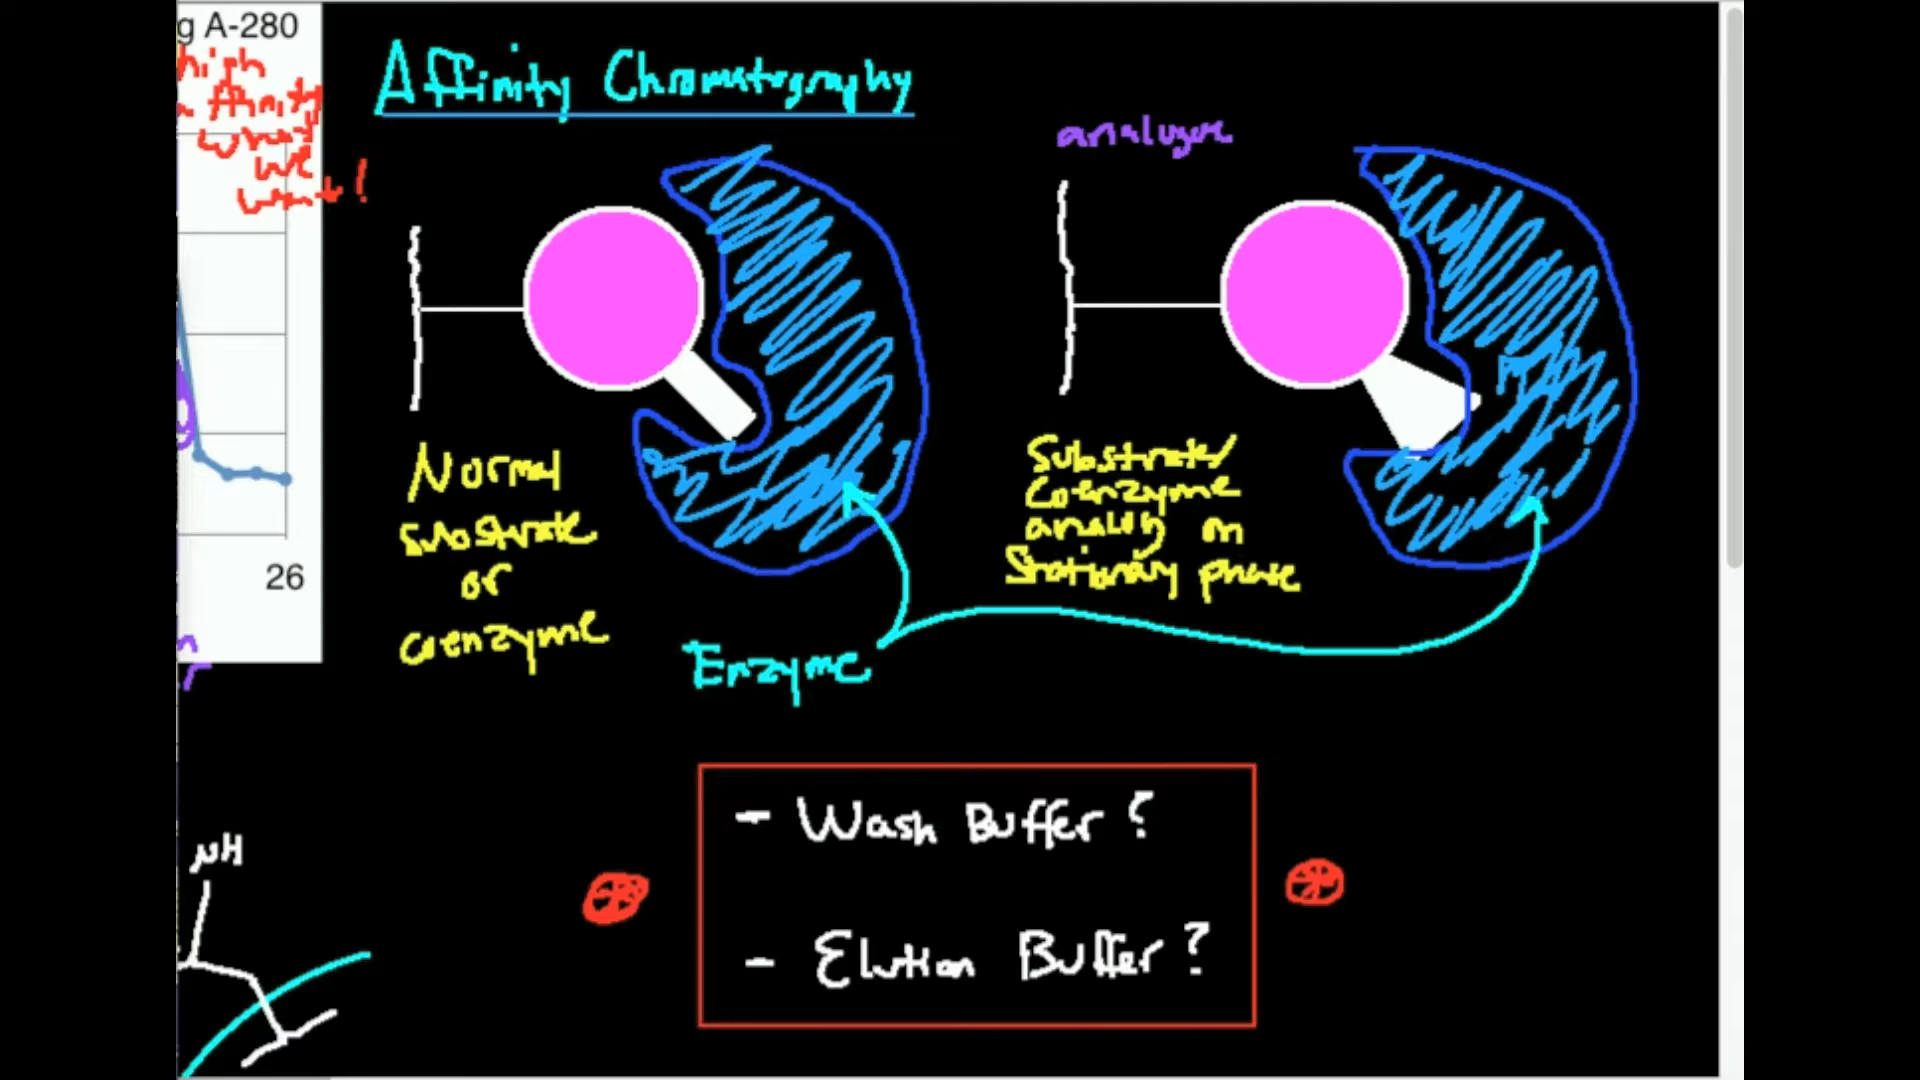 g A-280
high
affinity
what
we
want!
26
NH
Affinity Chromatography
analogue
Normal
substrate
or
coenzyme
Substrate/
Coenzyme
analog on
Stationary phase
Enzyme
- Wash Buffer?
- Elution Buffer?